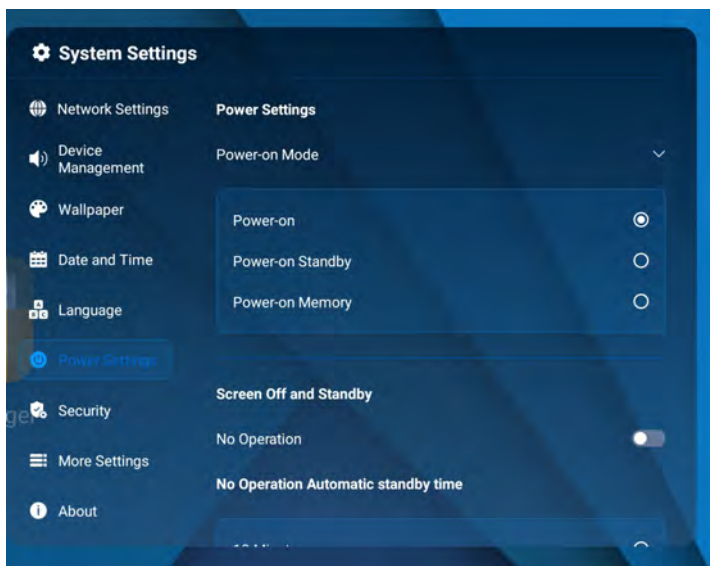 System Settings
Network Settings
Device
Management
Wallpaper
Date and Time
Language
Power Settings
Security
More Settings
About
Power Settings
Power-on Mode
Power-on
Power-on Standby
Power-on Memory
Screen Off and Standby
No Operation
No Operation Automatic standby time